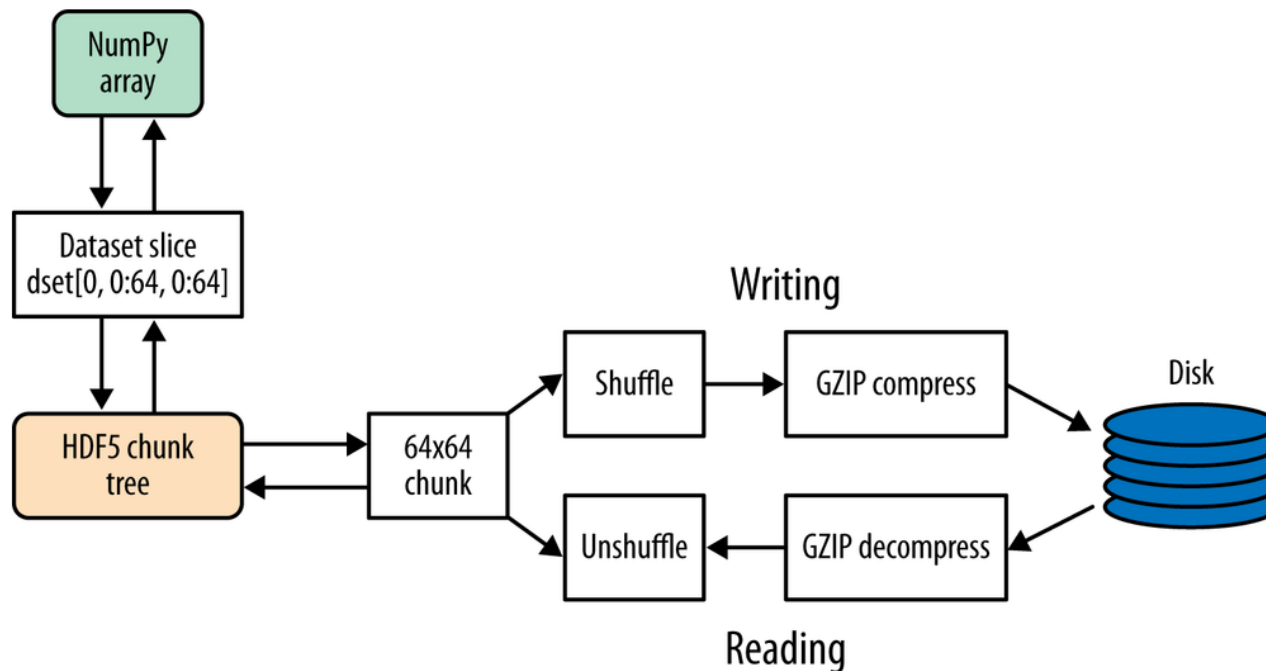 NumPy
array
Dataset slice
dset[0, 0:64, 0:64]
HDF5 chunk
tree
64x64
chunk
Writing
Shuffle
GZIP compress
Disk
Unshuffle
GZIP decompress
Reading